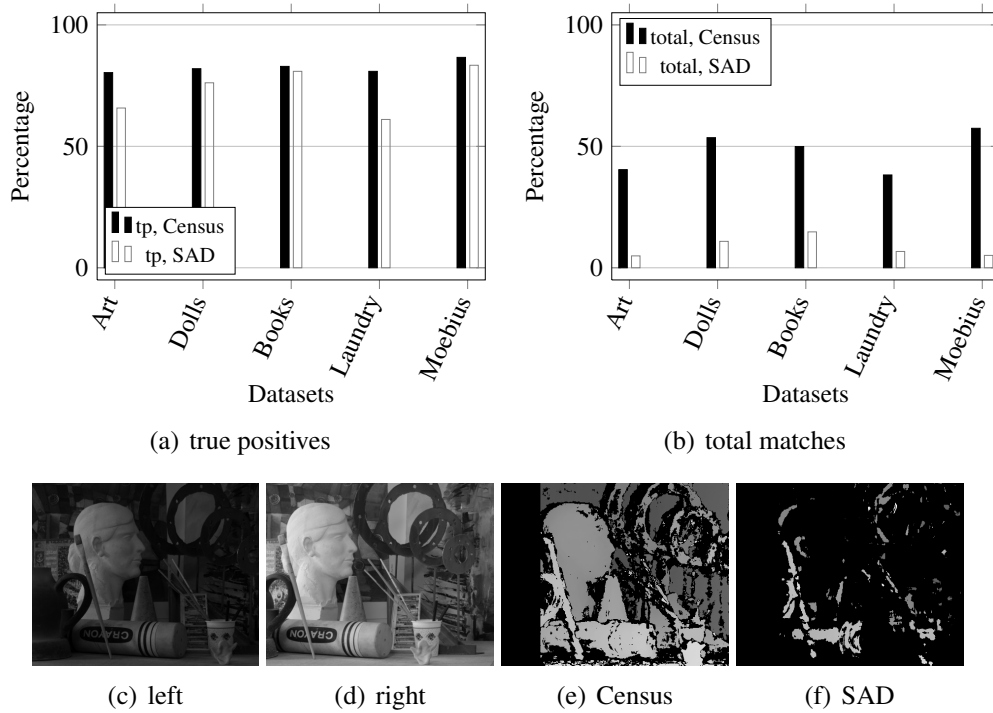 100
50
0
Percentage
tp, Census
tp, SAD
Art
Dolls
Books
Laundry
Moebius
Datasets
(a) true positives
100
50
0
Percentage
total, Census
total, SAD
Art
Dolls
Books
Laundry
Moebius
Datasets
(b) total matches
CRAYON
CRAYON
(c) left
(d) right
(e) Census
(f) SAD